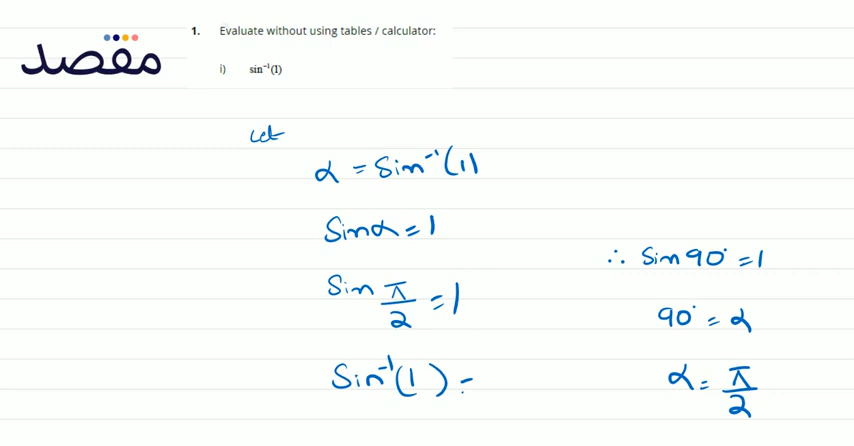 مقصد
1. Evaluate without using tables / calculator:
i) sin⁻¹(1)
let
α = Sin⁻¹(1)
Sinα = 1
Sin π/2 = 1
Sin⁻¹(1) =
∴ Sin 90° = 1
90° = α
α = π/2